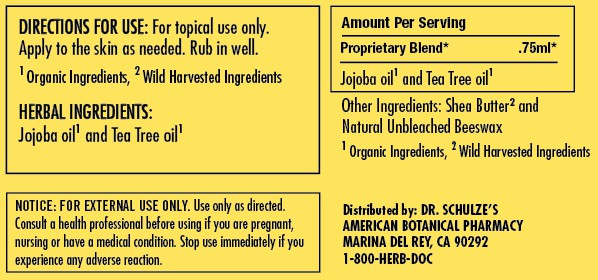 DIRECTIONS FOR USE: For topical use only.
Apply to the skin as needed. Rub in well.
¹ Organic Ingredients, ² Wild Harvested Ingredients
HERBAL INGREDIENTS:
Jojoba oil¹ and Tea Tree oil¹
NOTICE: FOR EXTERNAL USE ONLY. Use only as directed.
Consult a health professional before using if you are pregnant,
nursing or have a medical condition. Stop use immediately if you
experience any adverse reaction.
Amount Per Serving
Proprietary Blend* .75ml*
Jojoba oil¹ and Tea Tree oil¹
Other Ingredients: Shea Butter² and
Natural Unbleached Beeswax
¹ Organic Ingredients, ² Wild Harvested Ingredients
Distributed by: DR. SCHULZE'S
AMERICAN BOTANICAL PHARMACY
MARINA DEL REY, CA 90292
1-800-HERB-DOC